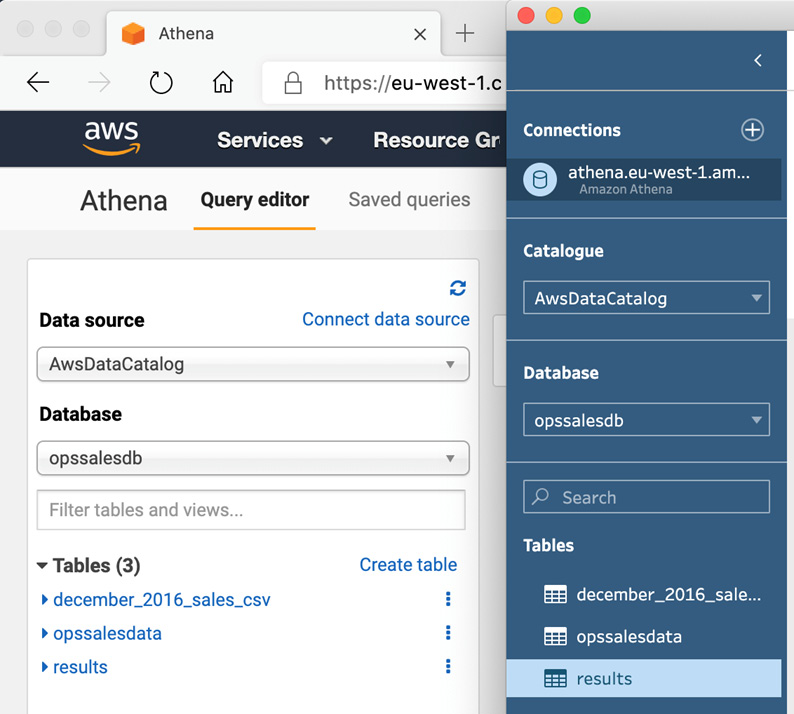 Athena
https://eu-west-1.c
aws
Services
Resource Gr
Athena
Query editor
Saved queries
Data source
Connect data source
AwsDataCatalog
Database
opssalesdb
Filter tables and views...
Tables (3)
Create table
december_2016_sales_csv
opssalesdata
results
Connections
athena.eu-west-1.am...
Amazon Athena
Catalogue
AwsDataCatalog
Database
opssalesdb
Search
Tables
december_2016_sale...
opssalesdata
results